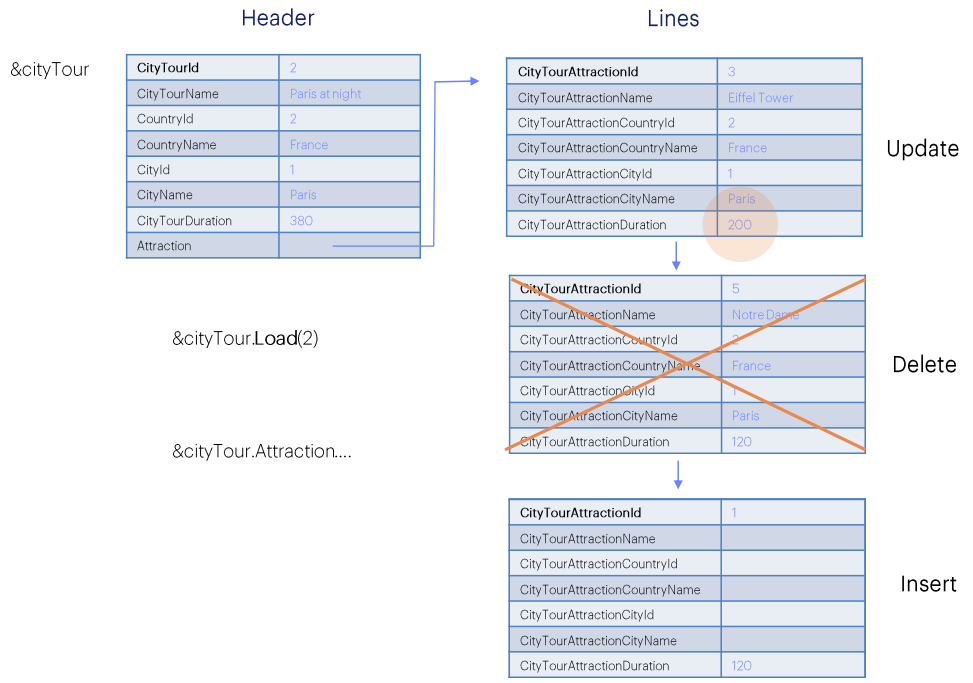 Header
Lines
&cityTour
CityTourId 2
CityTourName Paris at night
CountryId 2
CountryName France
CityId 1
CityName Paris
CityTourDuration 380
Attraction
CityTourAttractionId 3
CityTourAttractionName Eiffel Tower
CityTourAttractionCountryId 2
CityTourAttractionCountryName France
CityTourAttractionCityId 1
CityTourAttractionCityName Paris
CityTourAttractionDuration 200
Update
&cityTour.Load(2)
&cityTour.Attraction....
CityTourAttractionId 5
CityTourAttractionName Notre Dame
CityTourAttractionCountryId 2
CityTourAttractionCountryName France
CityTourAttractionCityId 1
CityTourAttractionCityName Paris
CityTourAttractionDuration 120
Delete
CityTourAttractionId 1
CityTourAttractionName
CityTourAttractionCountryId
CityTourAttractionCountryName
CityTourAttractionCityId
CityTourAttractionCityName
CityTourAttractionDuration 120
Insert